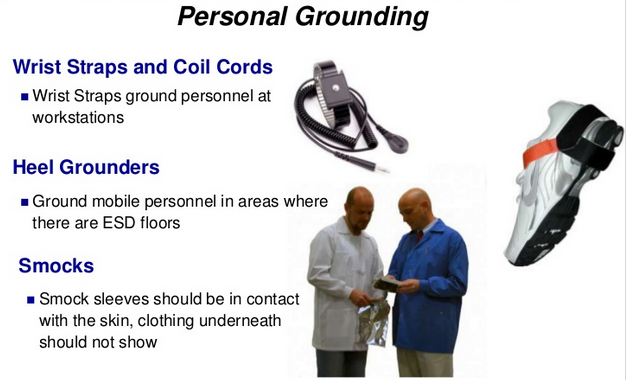 Personal Grounding
Wrist Straps and Coil Cords
Wrist Straps ground personnel at
workstations
Heel Grounders
Ground mobile personnel in areas where
there are ESD floors
Smocks
Smock sleeves should be in contact
with the skin, clothing underneath
should not show